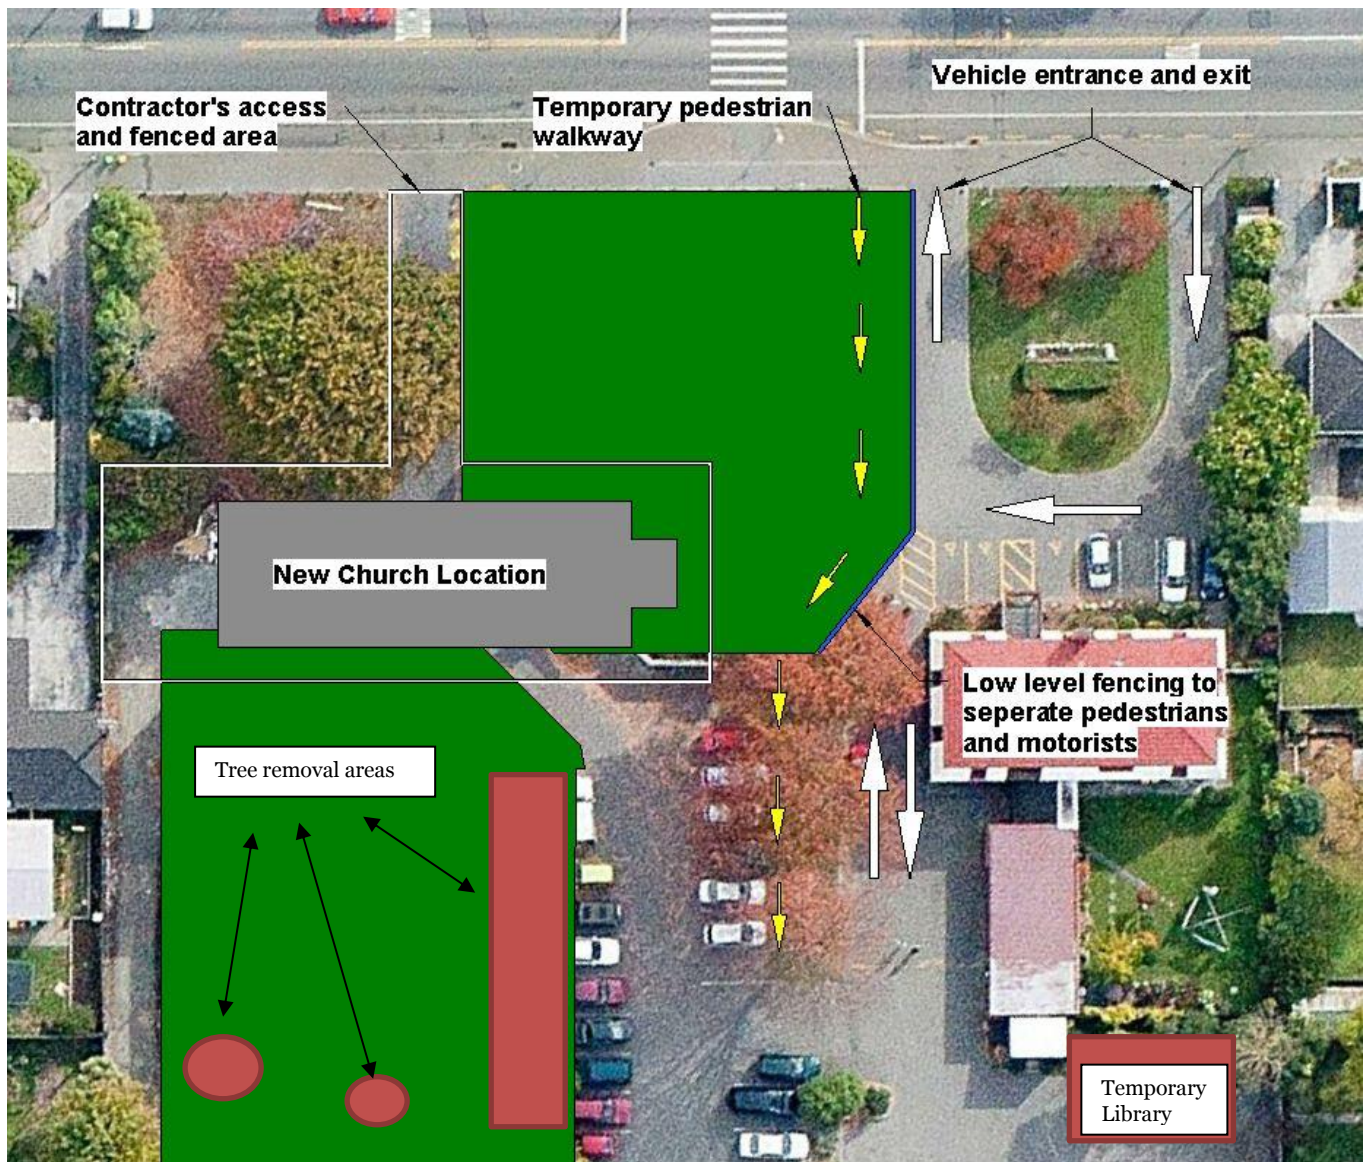 Vehicle entrance and exit
Contractor's access
and fenced area
Temporary pedestrian
walkway
New Church Location
Low level fencing to
seperate pedestrians
and motorists
Tree removal areas
Temporary
Library